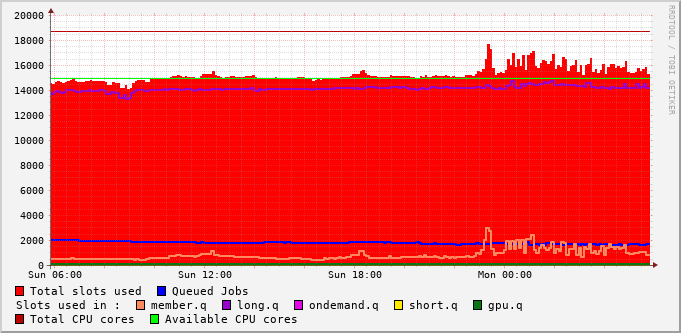 20000
18000
16000
14000
12000
10000
8000
6000
4000
2000
0
Sun 06:00 Sun 12:00 Sun 18:00 Mon 00:00
RRDTOOL / TOBI OETIKER
Total slots used Queued Jobs
Slots used in : member.q long.q ondemand.q short.q gpu.q
Total CPU cores Available CPU cores